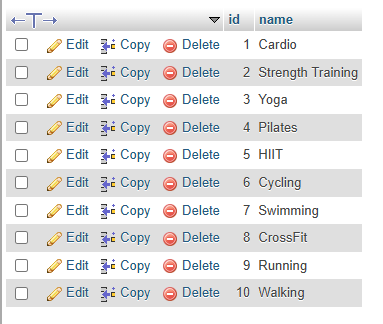 id name
Edit Copy Delete 1 Cardio
Edit Copy Delete 2 Strength Training
Edit Copy Delete 3 Yoga
Edit Copy Delete 4 Pilates
Edit Copy Delete 5 HIIT
Edit Copy Delete 6 Cycling
Edit Copy Delete 7 Swimming
Edit Copy Delete 8 CrossFit
Edit Copy Delete 9 Running
Edit Copy Delete 10 Walking